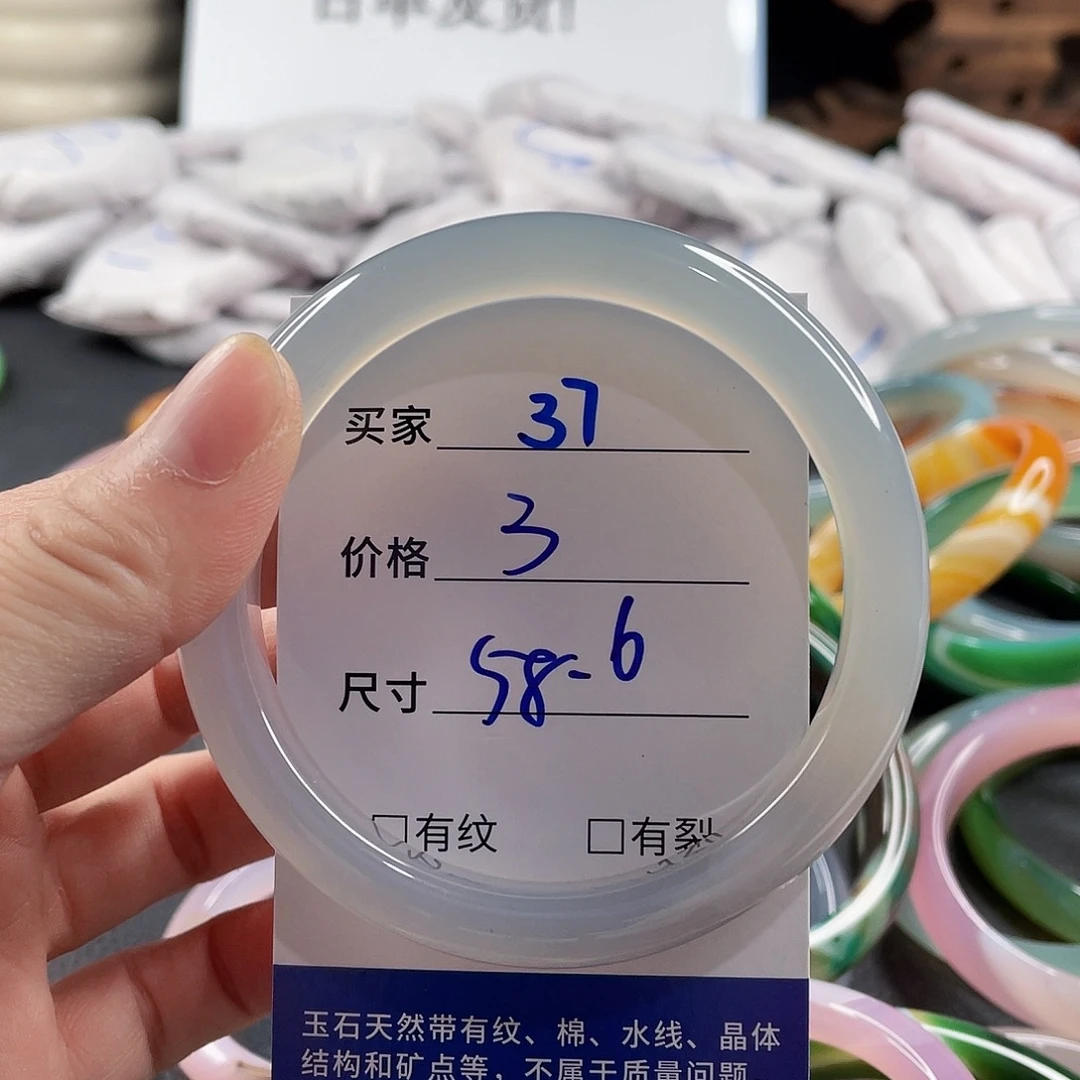 买家 37
价格 3
尺寸 58-6
□有纹 □有裂
玉石天然带有纹、棉、水线、晶体
结构和矿点等，不属于质量问题